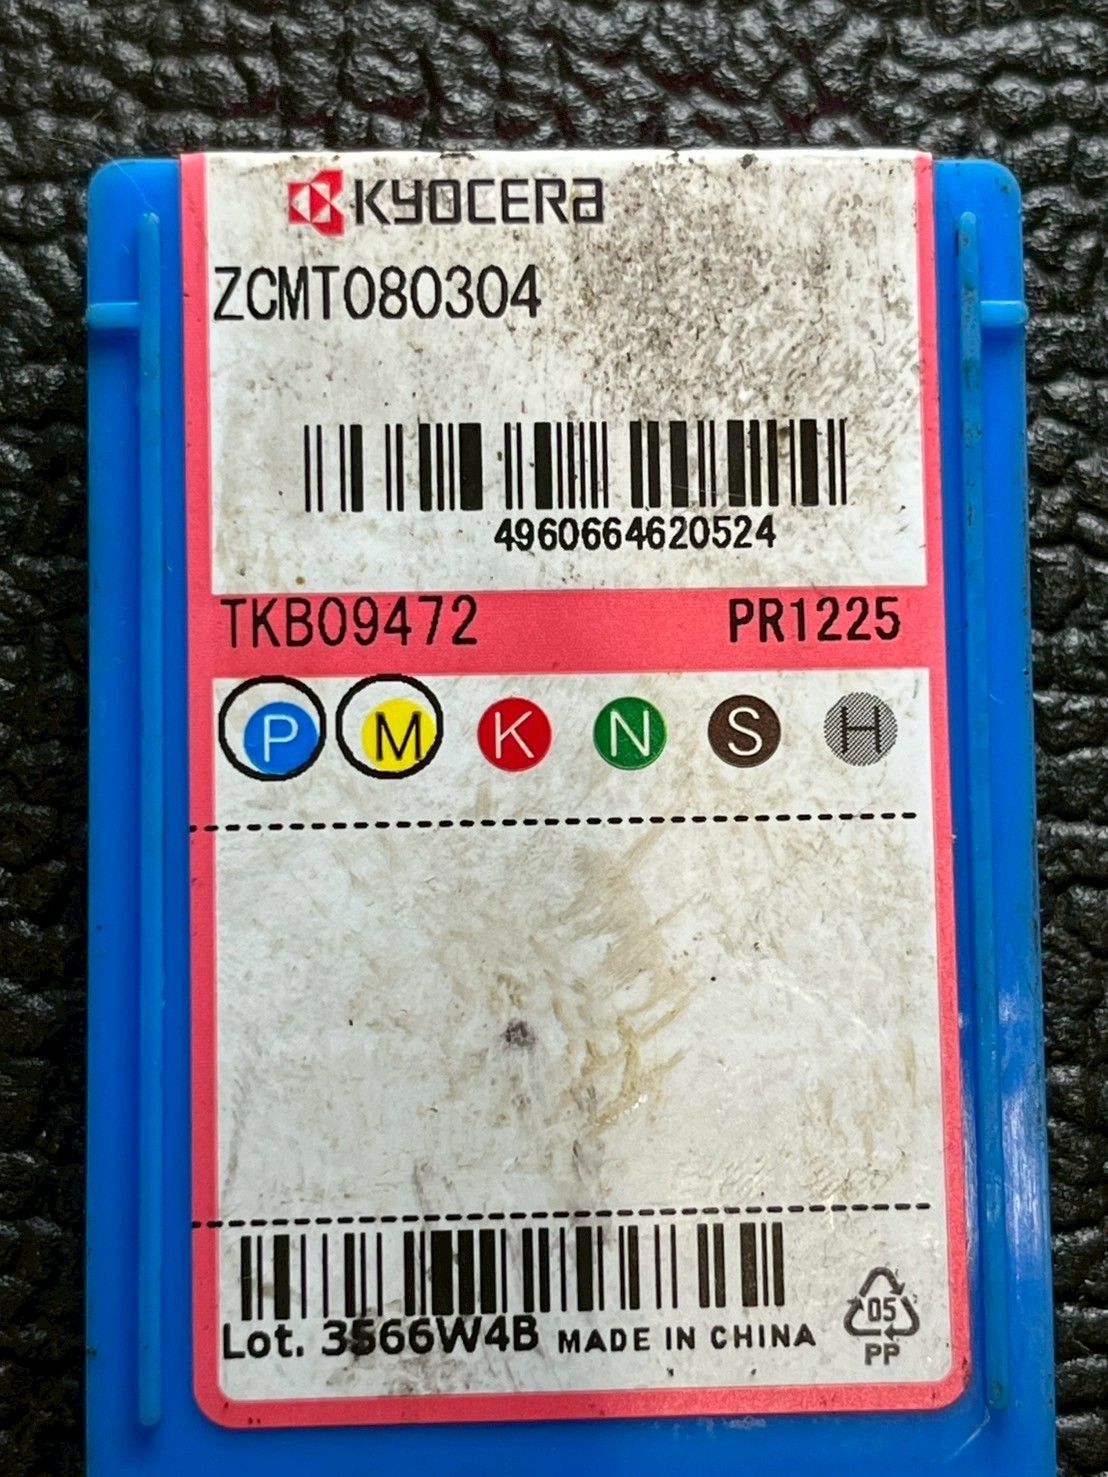 KYOCERA
ZCMT080304
4960664620524
TKB09472 PR1225
P M K N S H
Lot. 3566W4B MADE IN CHINA
05
PP